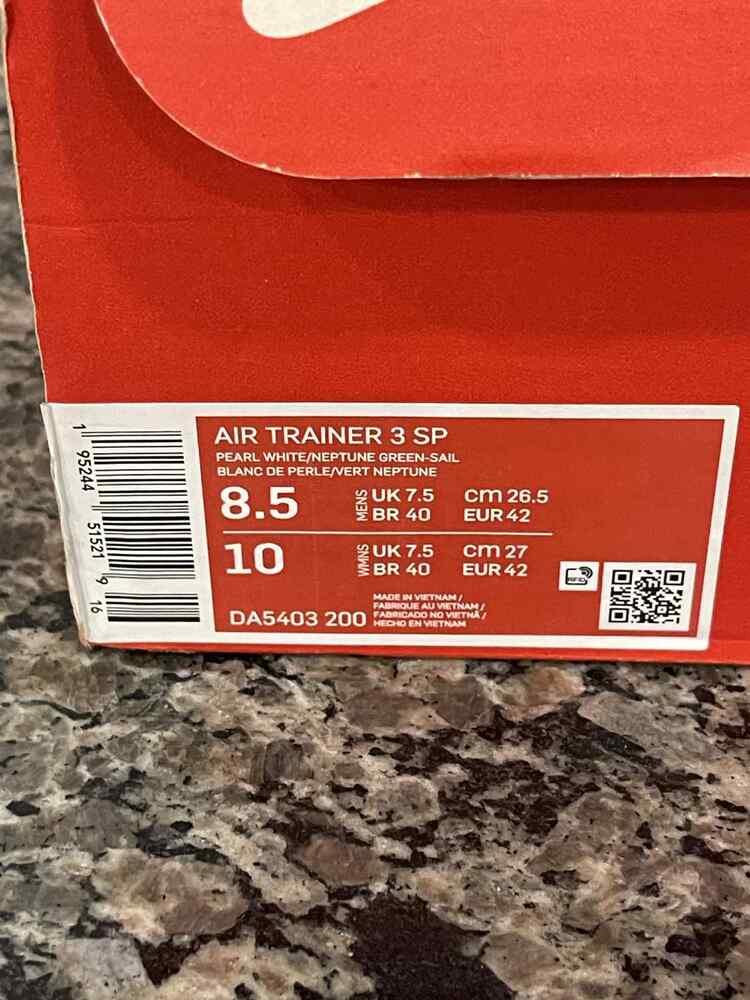 AIR TRAINER 3 SP
PEARL WHITE/NEPTUNE GREEN-SAIL
BLANC DE PERLE/VERT NEPTUNE
8.5
MENS
UK 7.5 cm 26.5
BR 40 EUR 42
10
WMNS
UK 7.5 cm 27
BR 40 EUR 42
DA5403 200
MADE IN VIETNAM /
FABRIQUE AU VIETNAM /
FABRICADO NO VIETNÃ /
HECHO EN VIETNAM
RFID
1 95244 51521 9 16